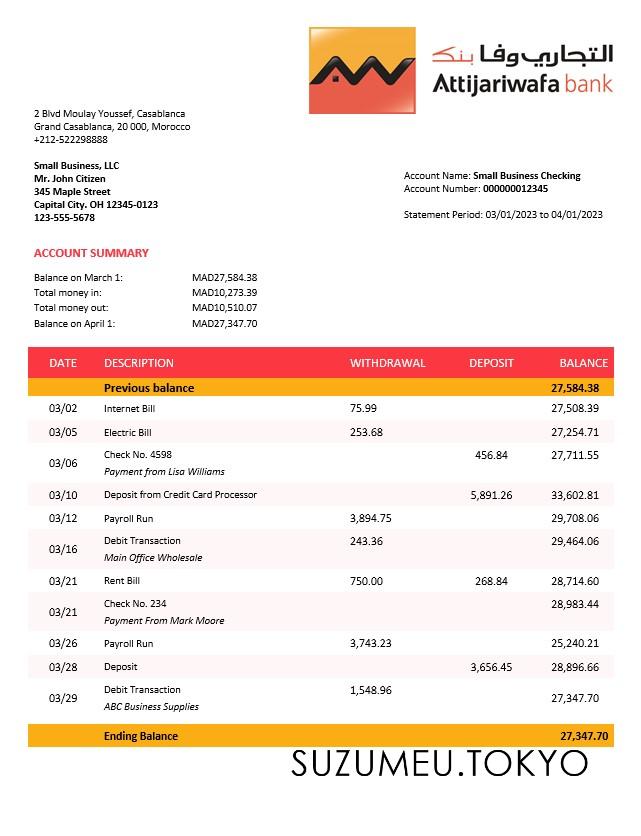 التجاري وفا بنك
Attijariwafa bank
2 Blvd Moulay Youssef, Casablanca
Grand Casablanca, 20 000, Morocco
+212-522298888
Small Business, LLC
Mr. John Citizen
345 Maple Street
Capital City. OH 12345-0123
123-555-5678
Account Name: Small Business Checking
Account Number: 000000012345
Statement Period: 03/01/2023 to 04/01/2023
ACCOUNT SUMMARY
Balance on March 1: MAD27,584.38
Total money in: MAD10,273.39
Total money out: MAD10,510.07
Balance on April 1: MAD27,347.70
DATE DESCRIPTION WITHDRAWAL DEPOSIT BALANCE
Previous balance 27,584.38
03/02 Internet Bill 75.99 27,508.39
03/05 Electric Bill 253.68 27,254.71
03/06 Check No. 4598 456.84 27,711.55
Payment from Lisa Williams
03/10 Deposit from Credit Card Processor 5,891.26 33,602.81
03/12 Payroll Run 3,894.75 29,708.06
03/16 Debit Transaction 243.36 29,464.06
Main Office Wholesale
03/21 Rent Bill 750.00 268.84 28,714.60
03/21 Check No. 234 28,983.44
Payment From Mark Moore
03/26 Payroll Run 3,743.23 25,240.21
03/28 Deposit 3,656.45 28,896.66
03/29 Debit Transaction 1,548.96 27,347.70
ABC Business Supplies
Ending Balance 27,347.70
SUZUMEU.TOKYO